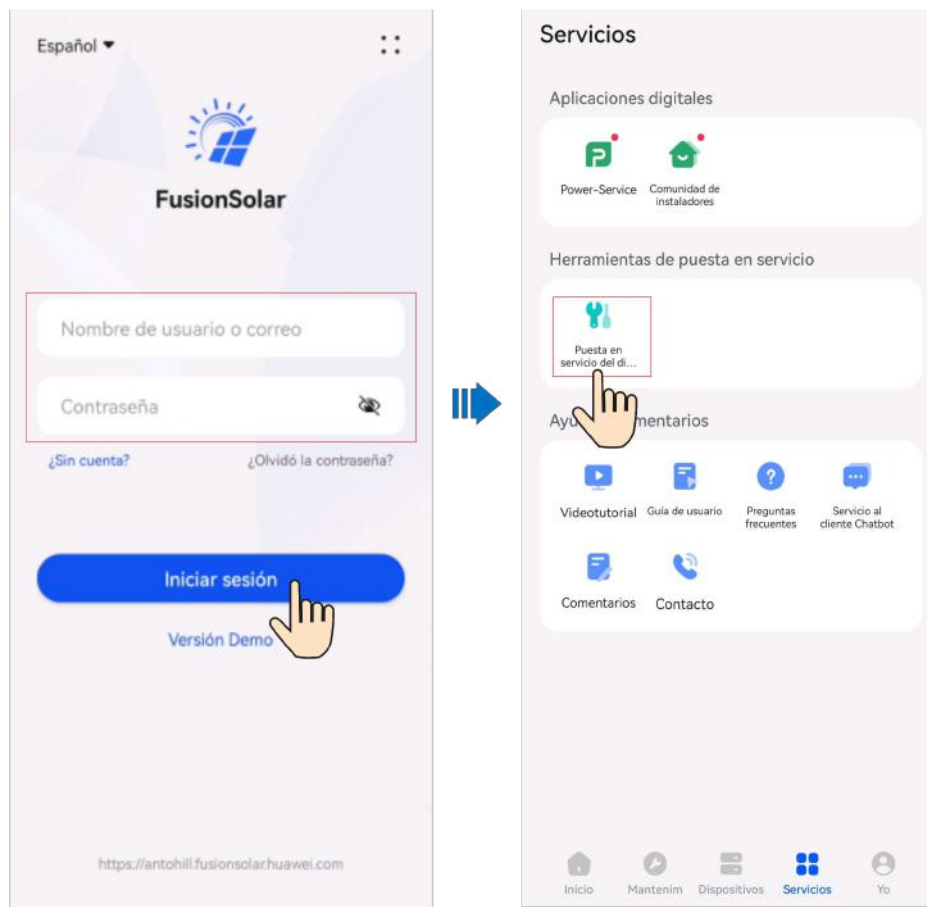 Español
FusionSolar
Nombre de usuario o correo
Contraseña
¿Sin cuenta?
¿Olvidó la contraseña?
Iniciar sesión
Versión Demo
https://antohill.fusionsolar.huawei.com
Servicios
Aplicaciones digitales
Power-Service
Comunidad de
instaladores
Herramientas de puesta en servicio
Puesta en
servicio del di...
Ayu mentarios
Videotutorial
Guía de usuario
Preguntas
frecuentes
Servicio al
cliente Chatbot
Comentarios
Contacto
Inicio
Mantenim
Dispositivos
Servicios
Yo